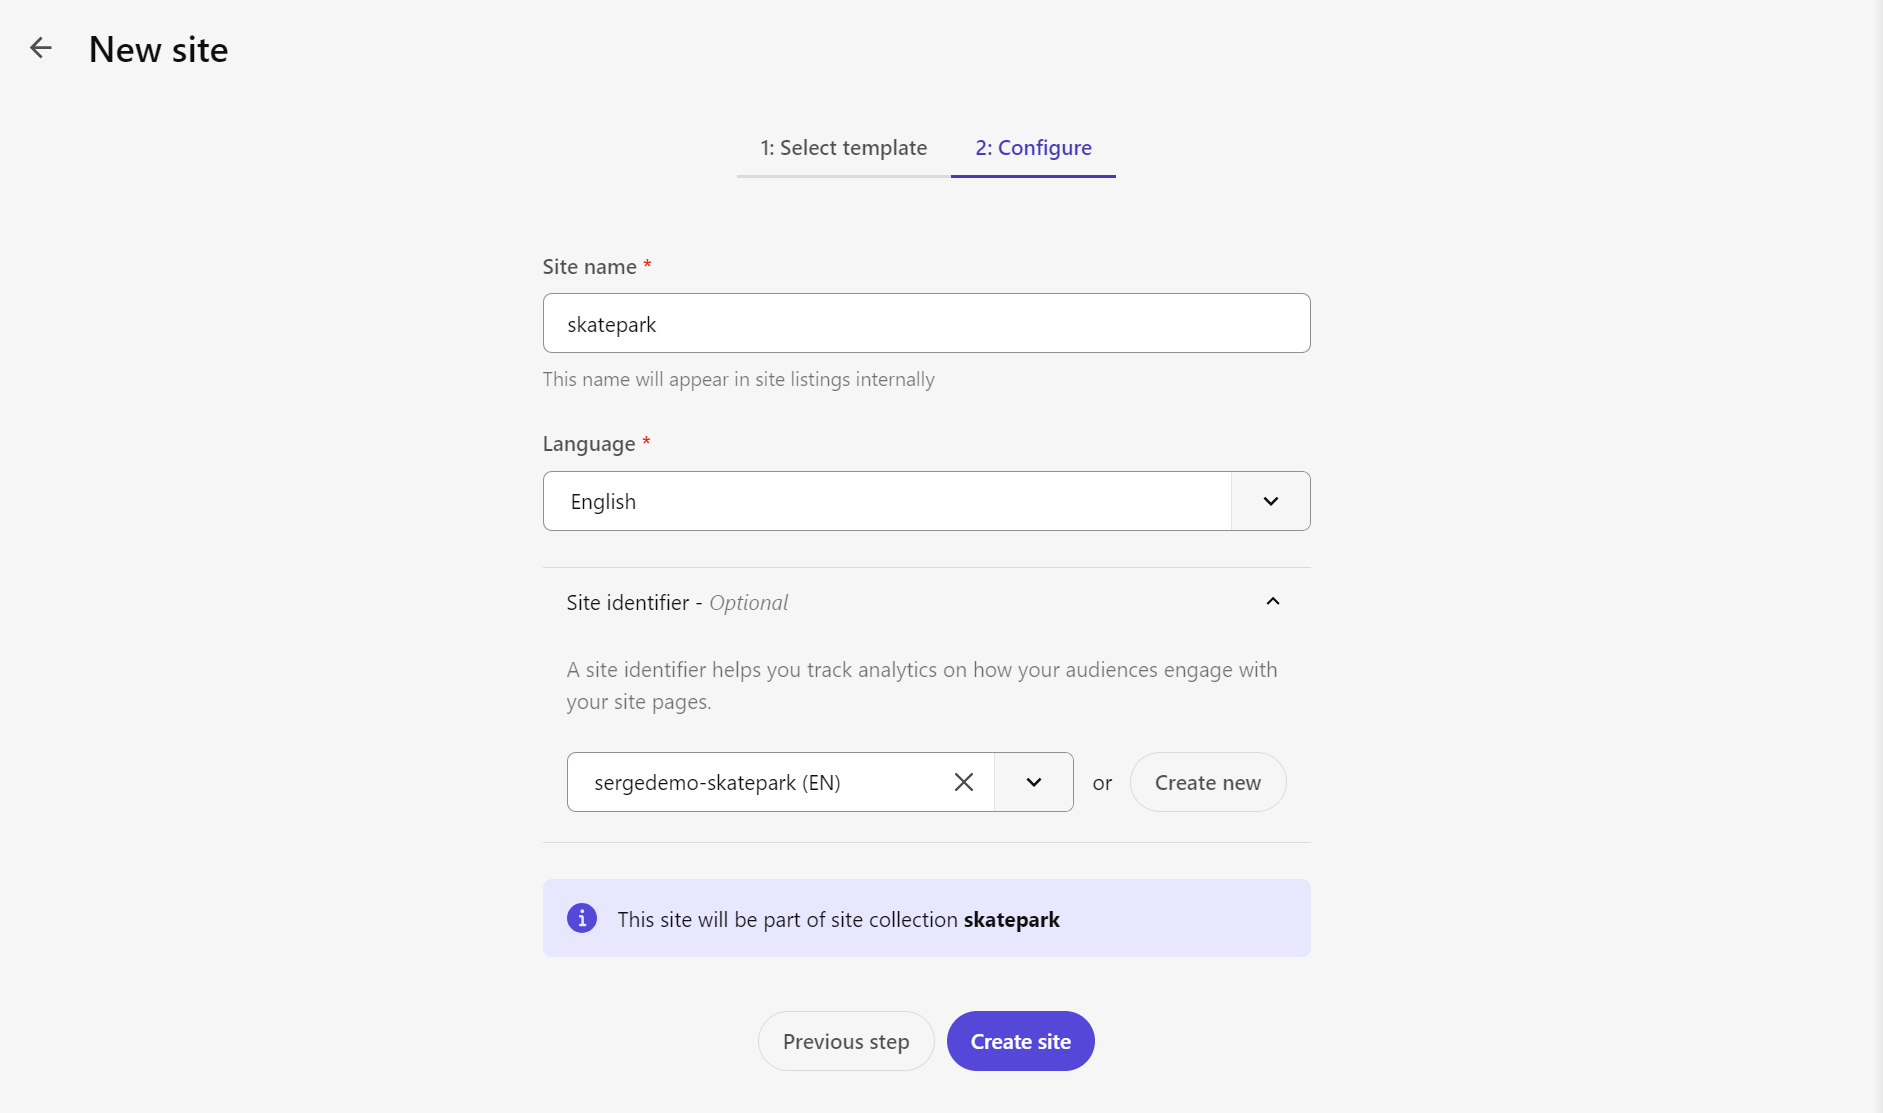 New site
1: Select template
2: Configure
Site name *
skatepark
This name will appear in site listings internally
Language *
English
Site identifier - Optional
A site identifier helps you track analytics on how your audiences engage with
your site pages.
sergedemo-skatepark (EN)
or
Create new
This site will be part of site collection skatepark
Previous step
Create site